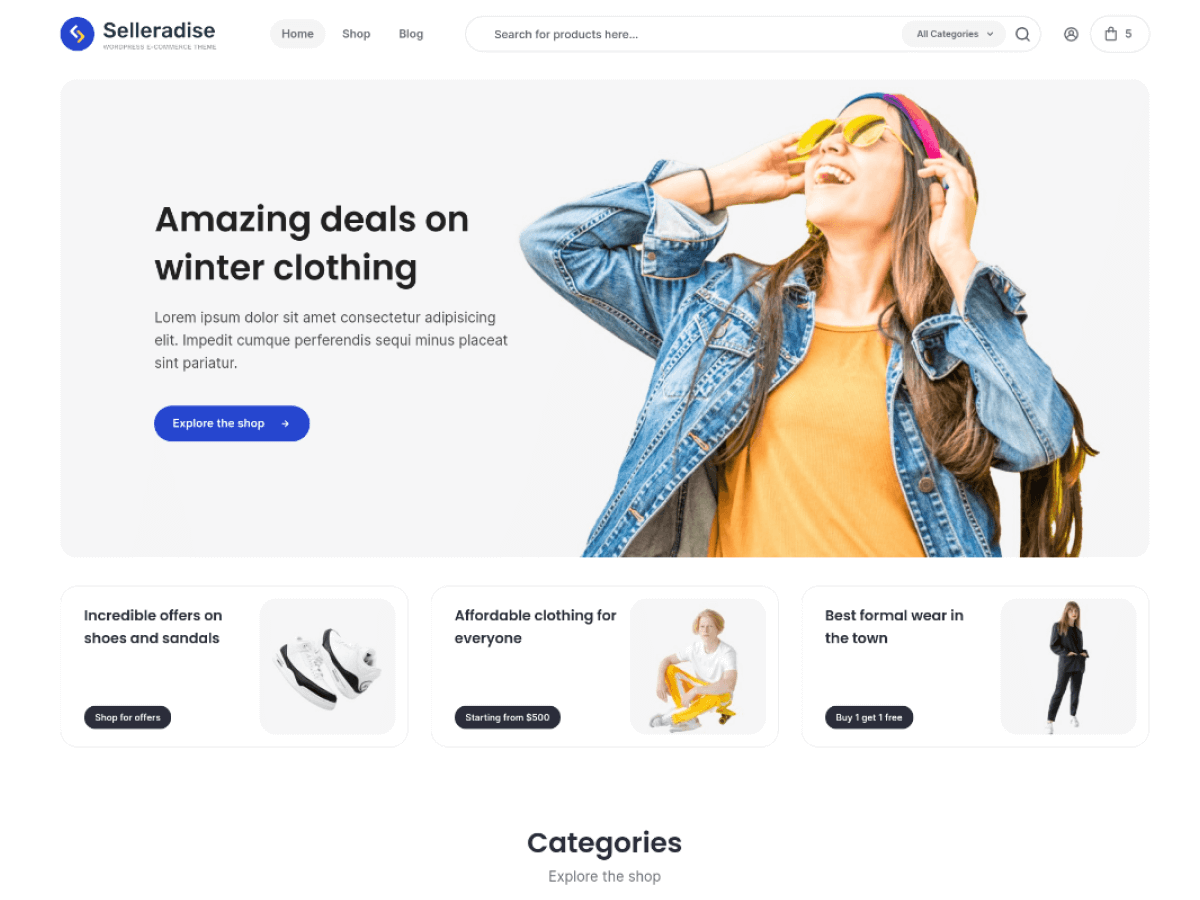 Selleradise
WORDPRESS E-COMMERCE THEME
Home
Shop
Blog
Search for products here...
All Categories
5
Amazing deals on
winter clothing
Lorem ipsum dolor sit amet consectetur adipisicing
elit. Impedit cumque perferendis sequi minus placeat
sint pariatur.
Explore the shop
Incredible offers on
shoes and sandals
Shop for offers
Affordable clothing for
everyone
Starting from $500
Best formal wear in
the town
Buy 1 get 1 free
Categories
Explore the shop